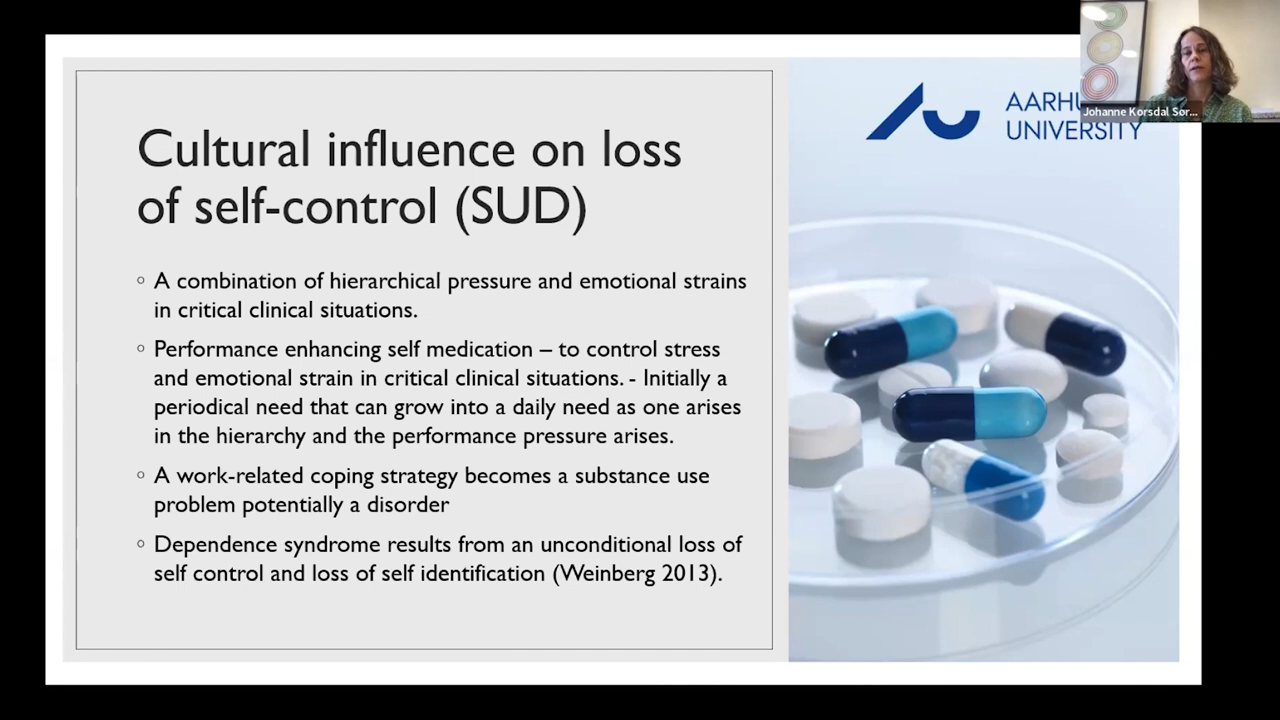 Cultural influence on loss
of self-control (SUD)
◦ A combination of hierarchical pressure and emotional strains
in critical clinical situations.
◦ Performance enhancing self medication – to control stress
and emotional strain in critical clinical situations. - Initially a
periodical need that can grow into a daily need as one arises
in the hierarchy and the performance pressure arises.
◦ A work-related coping strategy becomes a substance use
problem potentially a disorder
◦ Dependence syndrome results from an unconditional loss of
self control and loss of self identification (Weinberg 2013).
UNIVERSITY
Johanne Korsdal Sør...